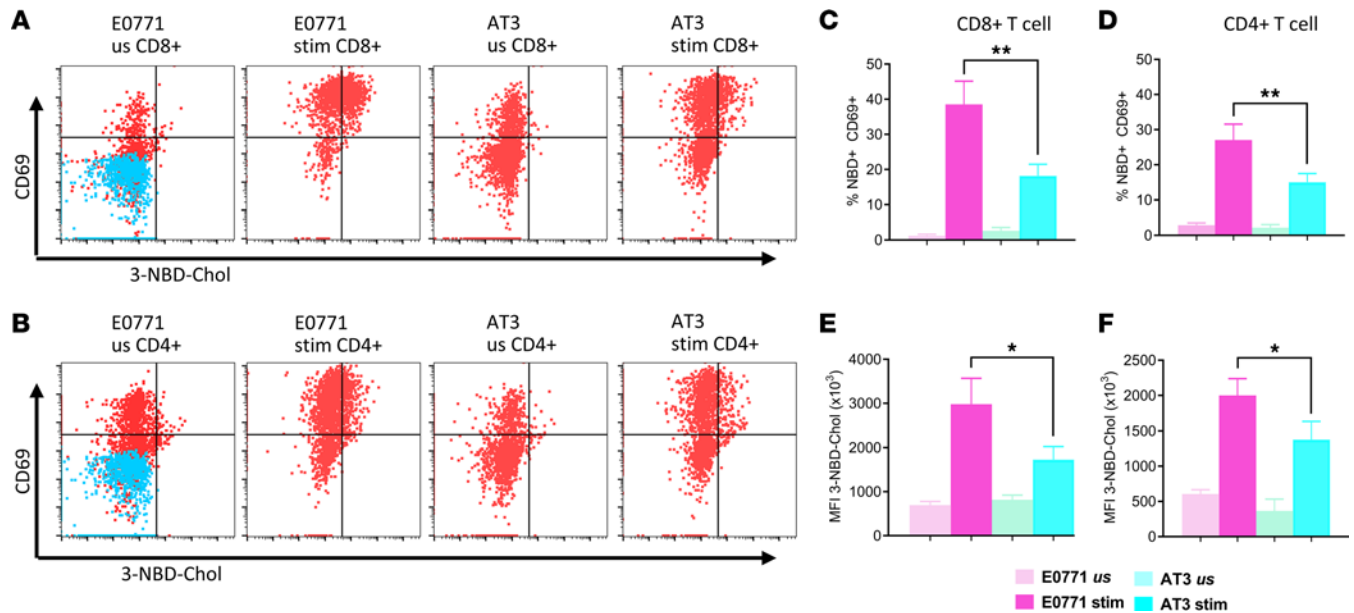 A
E0771
us CD8+
E0771
stim CD8+
AT3
us CD8+
AT3
stim CD8+
CD69
3-NBD-Chol
B
E0771
us CD4+
E0771
stim CD4+
AT3
us CD4+
AT3
stim CD4+
CD69
3-NBD-Chol
C
CD8+ T cell
% NBD+ CD69+
50
40
30
20
10
0
**
D
CD4+ T cell
% NBD+ CD69+
50
40
30
20
10
0
**
E
MFI 3-NBD-Chol (x10³)
4000
3000
2000
1000
0
*
F
MFI 3-NBD-Chol (x10³)
2500
2000
1500
1000
500
0
*
E0771 us
E0771 stim
AT3 us
AT3 stim